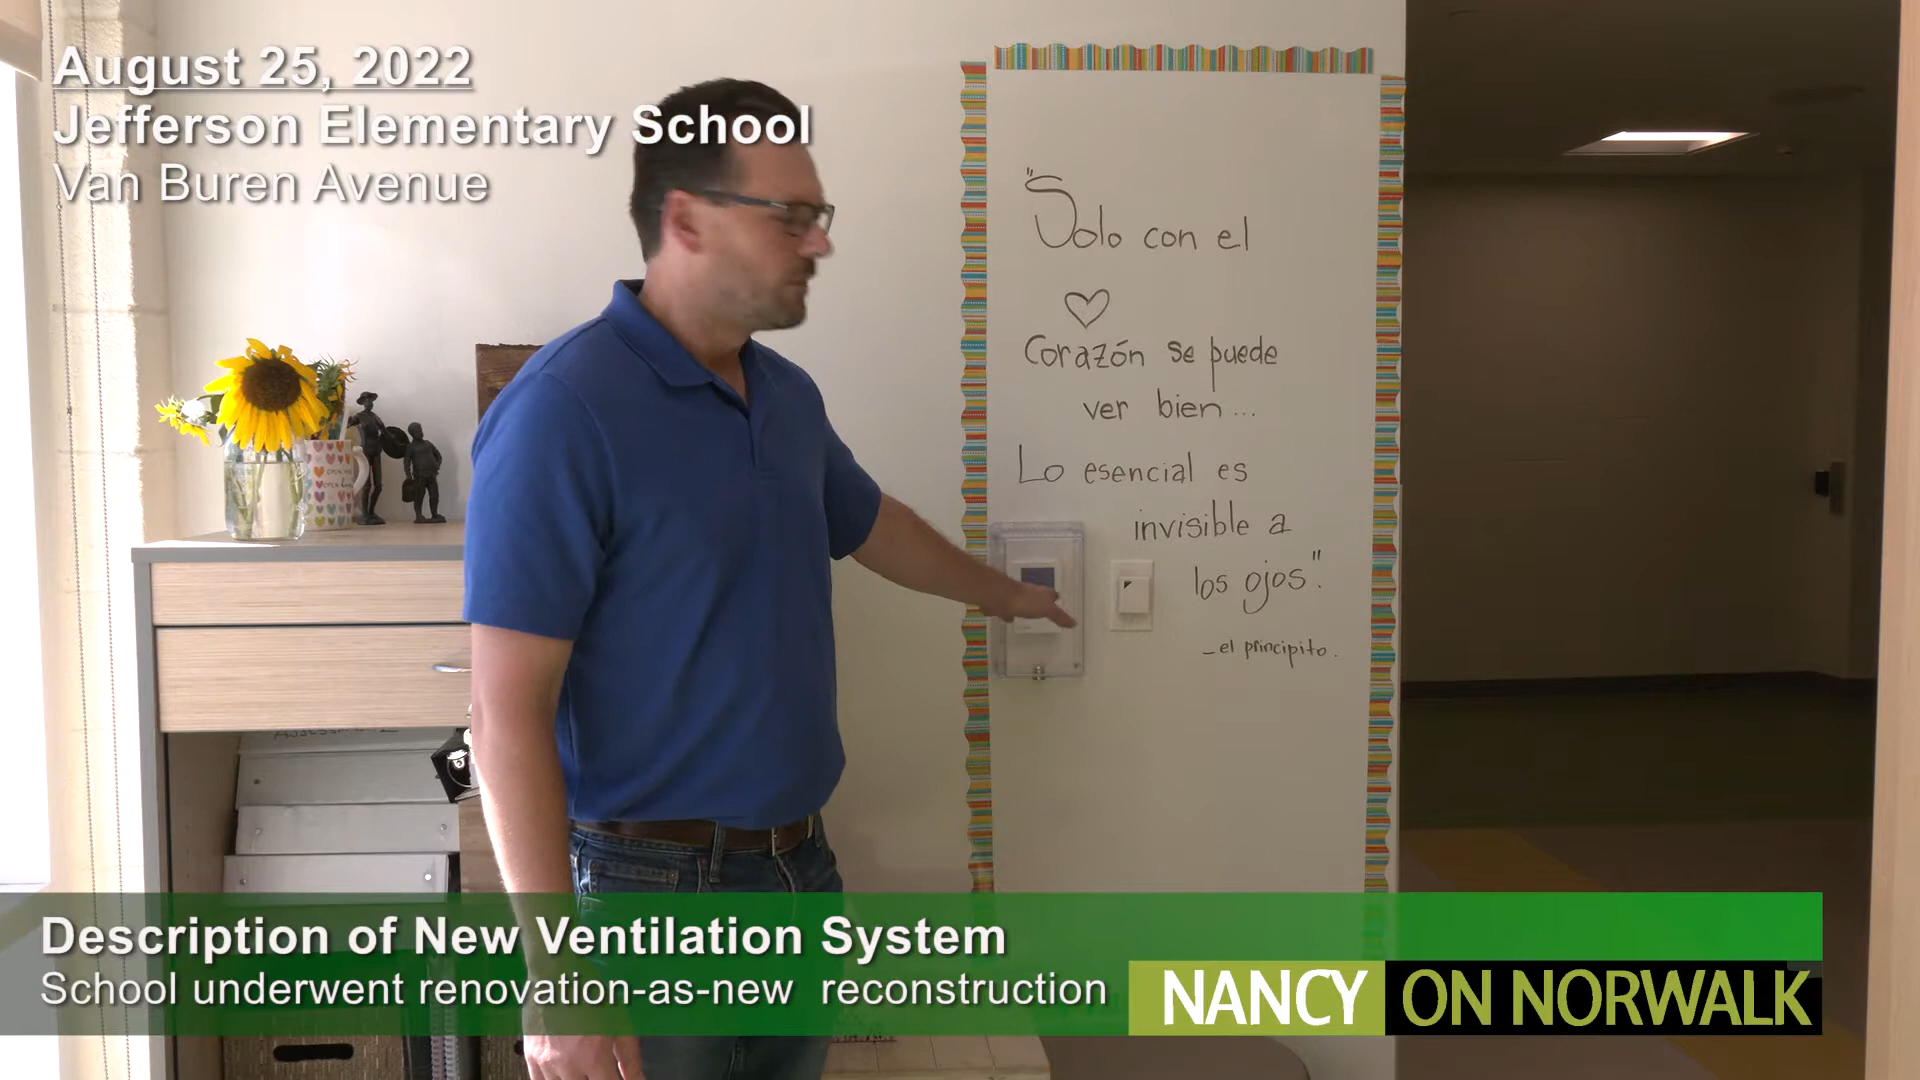 August 25, 2022
Jefferson Elementary School
Van Buren Avenue
"Solo con el
Corazón se puede
ver bien...
Lo esencial es
invisible a
los ojos".
- el principito.
Description of New Ventilation System
School underwent renovation-as-new reconstruction
NANCY ON NORWALK